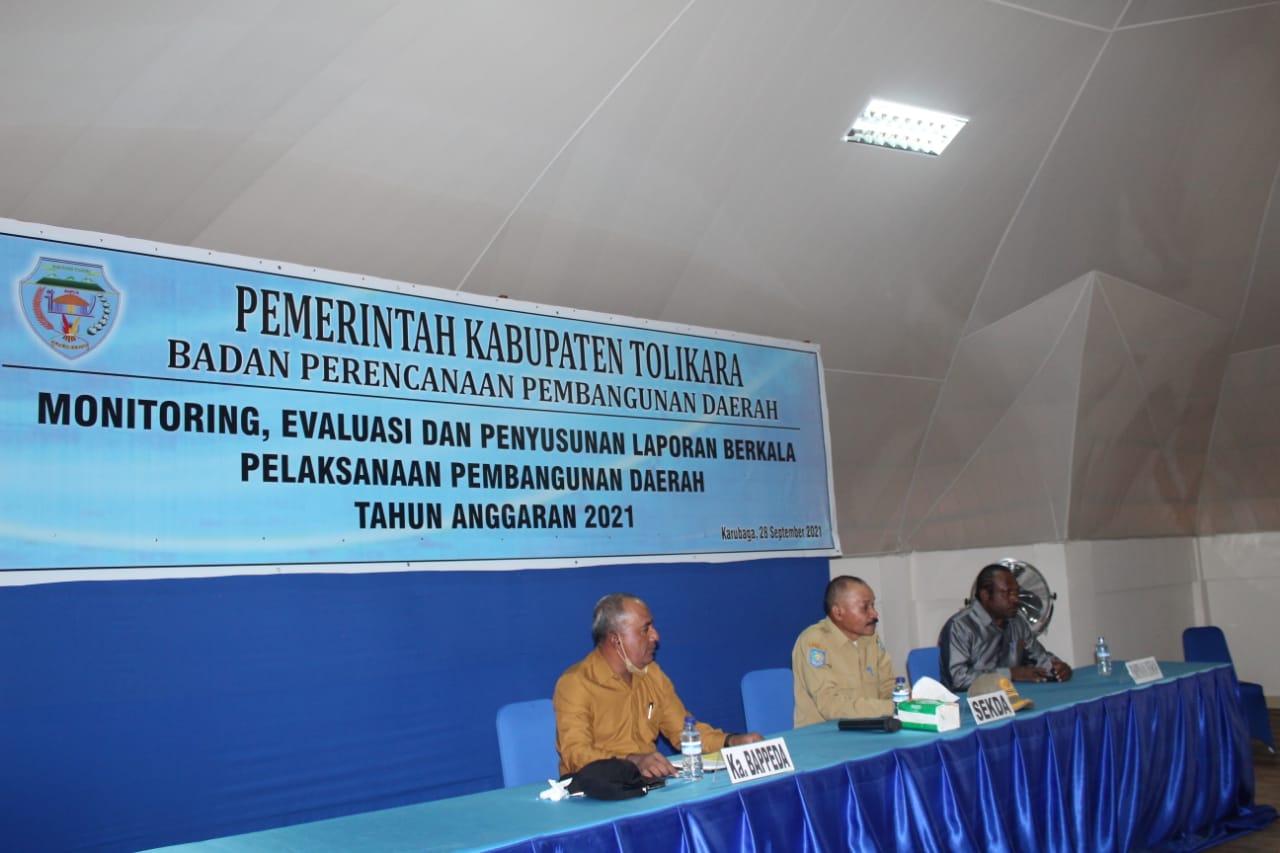 PEMERINTAH KABUPATEN TOLIKARA
BADAN PERENCANAAN PEMBANGUNAN DAERAH
MONITORING, EVALUASI DAN PENYUSUNAN LAPORAN BERKALA
PELAKSANAAN PEMBANGUNAN DAERAH
TAHUN ANGGARAN 2021
Karubaga, 28 September 2021
Ka. BAPPEDA
SEKDA